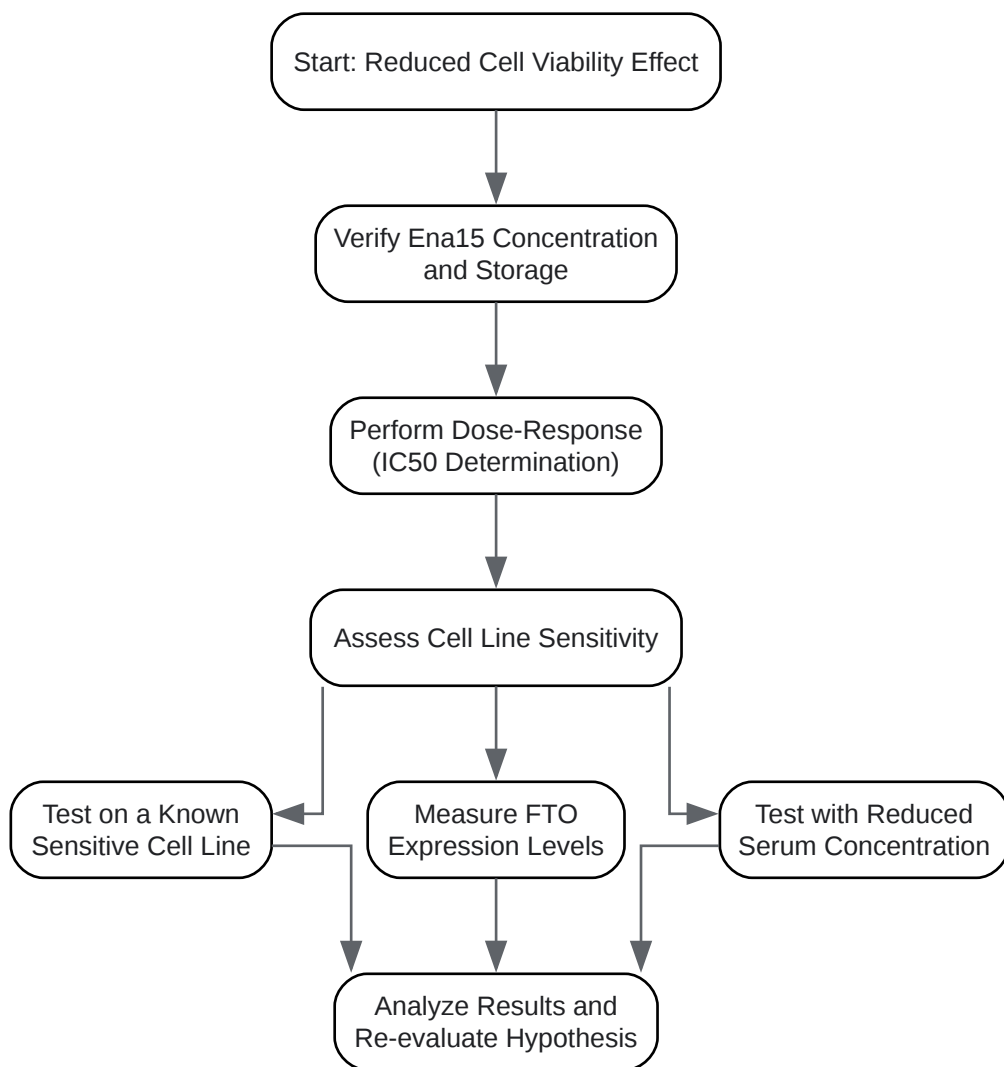 Start: Reduced Cell Viability Effect
Verify Ena15 Concentration
and Storage
Perform Dose-Response
(IC50 Determination)
Assess Cell Line Sensitivity
Test on a Known
Sensitive Cell Line
Measure FTO
Expression Levels
Test with Reduced
Serum Concentration
Analyze Results and
Re-evaluate Hypothesis